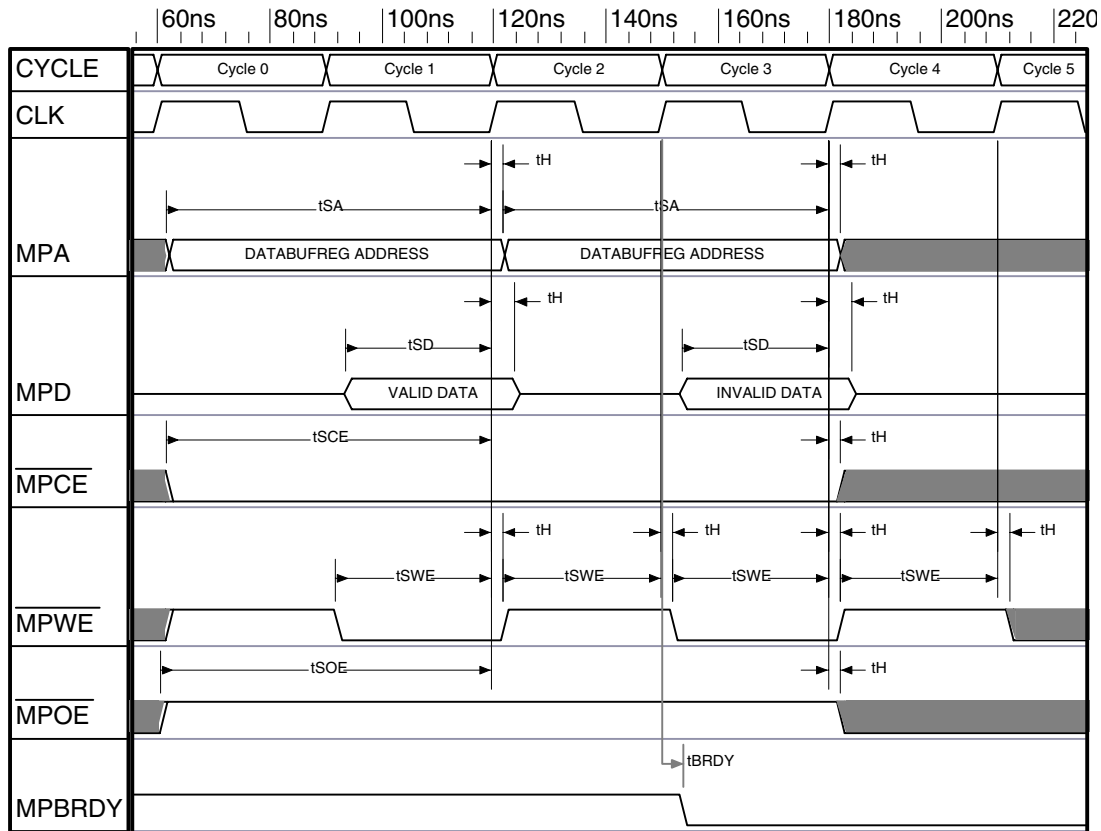 60ns 80ns 100ns 120ns 140ns 160ns 180ns 200ns 220
CYCLE Cycle 0 Cycle 1 Cycle 2 Cycle 3 Cycle 4 Cycle 5
CLK
tH tH
tSA tSA
MPA DATABUFREG ADDRESS DATABUFREG ADDRESS
tH tH
tSD tSD
MPD VALID DATA INVALID DATA
tSCE tH
MPCE
tH tH tH tH
tSWE tSWE tSWE tSWE
MPWE
tSOE tH
MPOE
tBRDY
MPBRDY